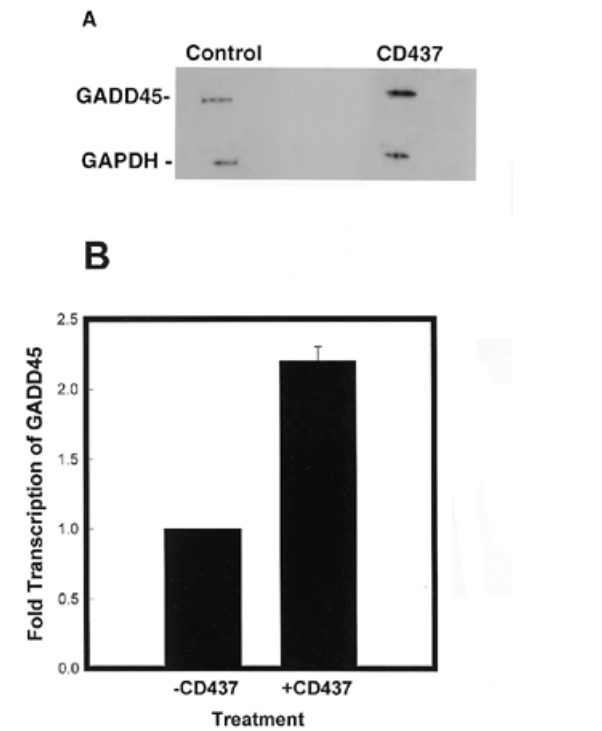 A
Control CD437
GADD45-
GAPDH -
B
Fold Transcription of GADD45
2.5
2.0
1.5
1.0
0.5
0.0
-CD437 +CD437
Treatment